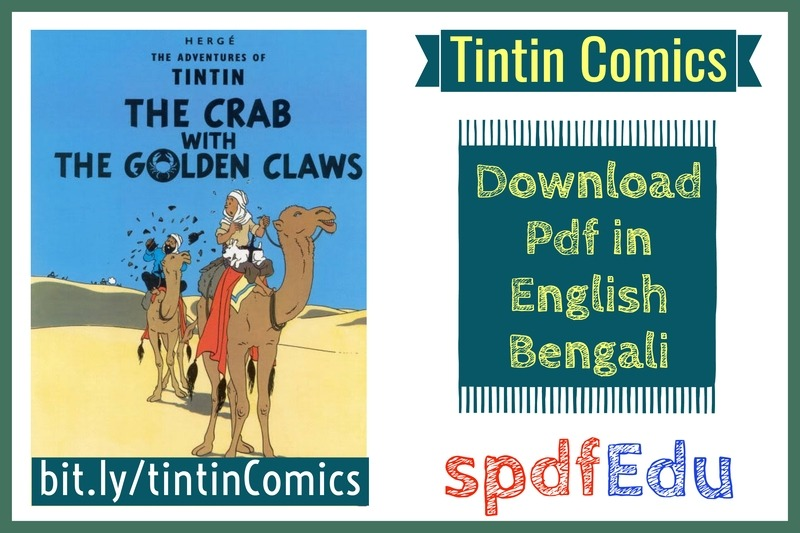 HERGÉ
THE ADVENTURES OF
TINTIN
THE CRAB
WITH
THE GOLDEN CLAWS
bit.ly/tintinComics
Tintin Comics
Download
Pdf in
English
Bengali
spdfEdu